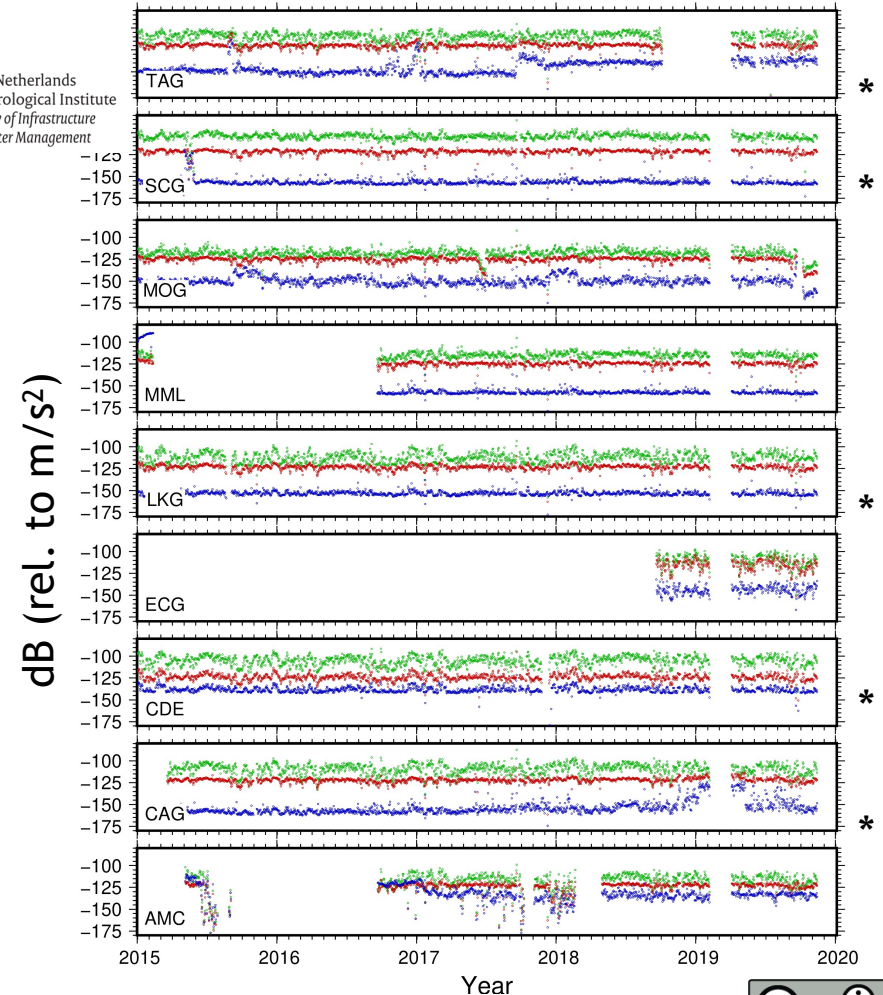 Netherlands
rological Institute
of Infrastructure
ter Management
TAG
*
−125
−150
−175
SCG
*
−100
−125
−150
−175
MOG
−100
−125
−150
−175
MML
−100
−125
−150
−175
LKG
*
−100
−125
−150
−175
ECG
−100
−125
−150
−175
CDE
*
−100
−125
−150
−175
CAG
*
−100
−125
−150
−175
AMC
dB (rel. to m/s²)
2015 2016 2017 2018 2019 2020
Year